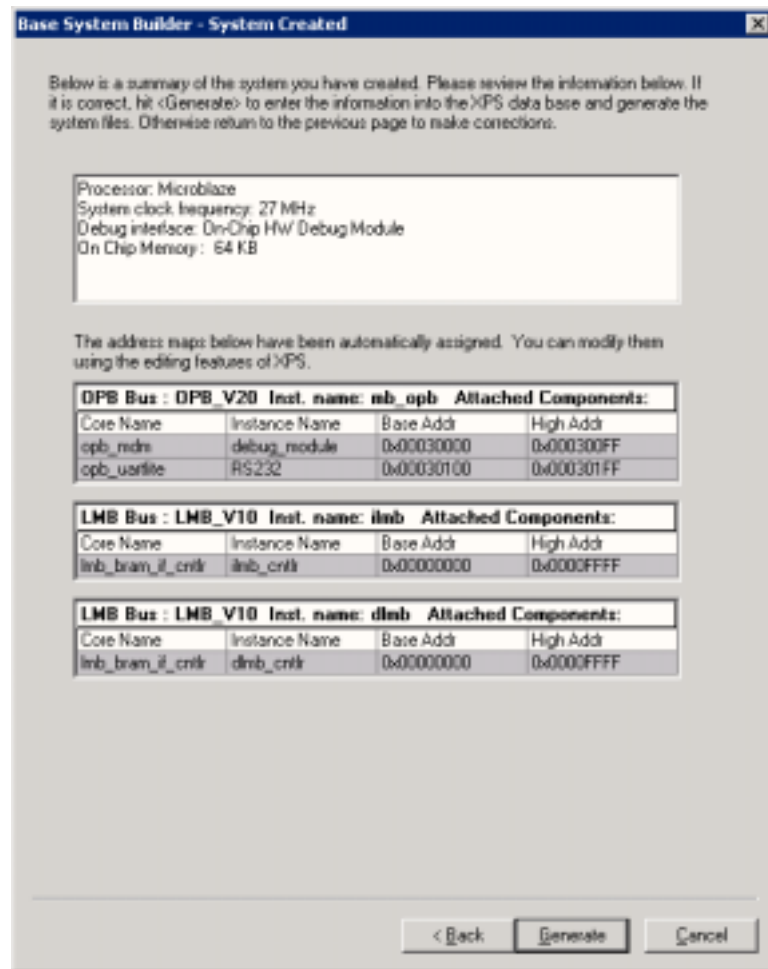 Base System Builder - System Created
Below is a summary of the system you have created. Please review the information below. If
it is correct, hit <Generate> to enter the information into the XPS data base and generate the
system files. Otherwise return to the previous page to make corrections.
Processor: Microblaze
System clock frequency: 27 MHz
Debug interface: On-Chip HW Debug Module
On Chip Memory : 64 KB
The address maps below have been automatically assigned. You can modify them
using the editing features of XPS.
OPB Bus : OPB_V20 Inst. name: mb_opb Attached Components:
Core Name Instance Name Base Addr High Addr
opb_mdm debug_module 0x00030000 0x000300FF
opb_uartlite RS232 0x00030100 0x000301FF
LMB Bus : LMB_V10 Inst. name: ilmb Attached Components:
Core Name Instance Name Base Addr High Addr
lmb_bram_if_cntlr ilmb_cntlr 0x00000000 0x0000FFFF
LMB Bus : LMB_V10 Inst. name: dlmb Attached Components:
Core Name Instance Name Base Addr High Addr
lmb_bram_if_cntlr dlmb_cntlr 0x00000000 0x0000FFFF
< Back Generate Cancel